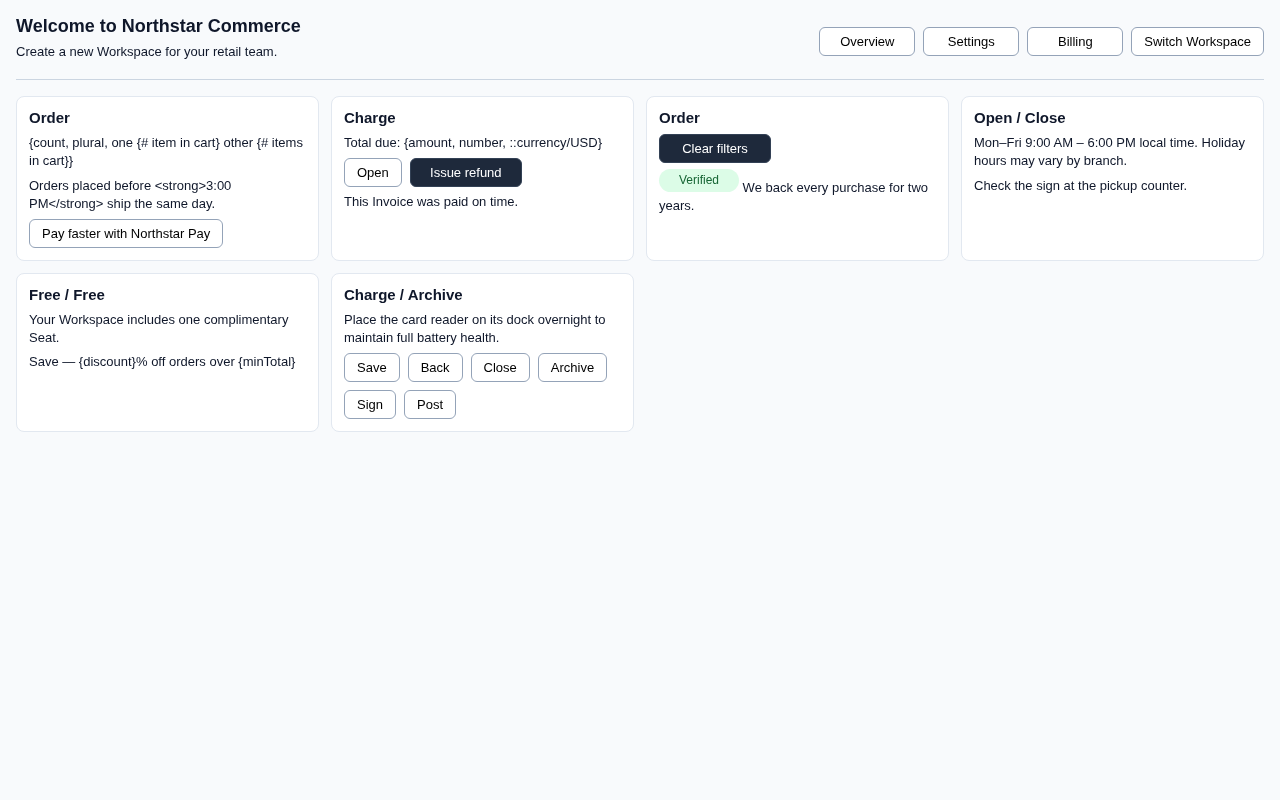 Welcome to Northstar Commerce
Create a new Workspace for your retail team.
Overview
Settings
Billing
Switch Workspace
Order
{count, plural, one {# item in cart} other {# items
in cart}}
Orders placed before <strong>3:00
PM</strong> ship the same day.
Pay faster with Northstar Pay
Charge
Total due: {amount, number, ::currency/USD}
Open
Issue refund
This Invoice was paid on time.
Order
Clear filters
Verified We back every purchase for two
years.
Open / Close
Mon–Fri 9:00 AM – 6:00 PM local time. Holiday
hours may vary by branch.
Check the sign at the pickup counter.
Free / Free
Your Workspace includes one complimentary
Seat.
Save — {discount}% off orders over {minTotal}
Charge / Archive
Place the card reader on its dock overnight to
maintain full battery health.
Save
Back
Close
Archive
Sign
Post